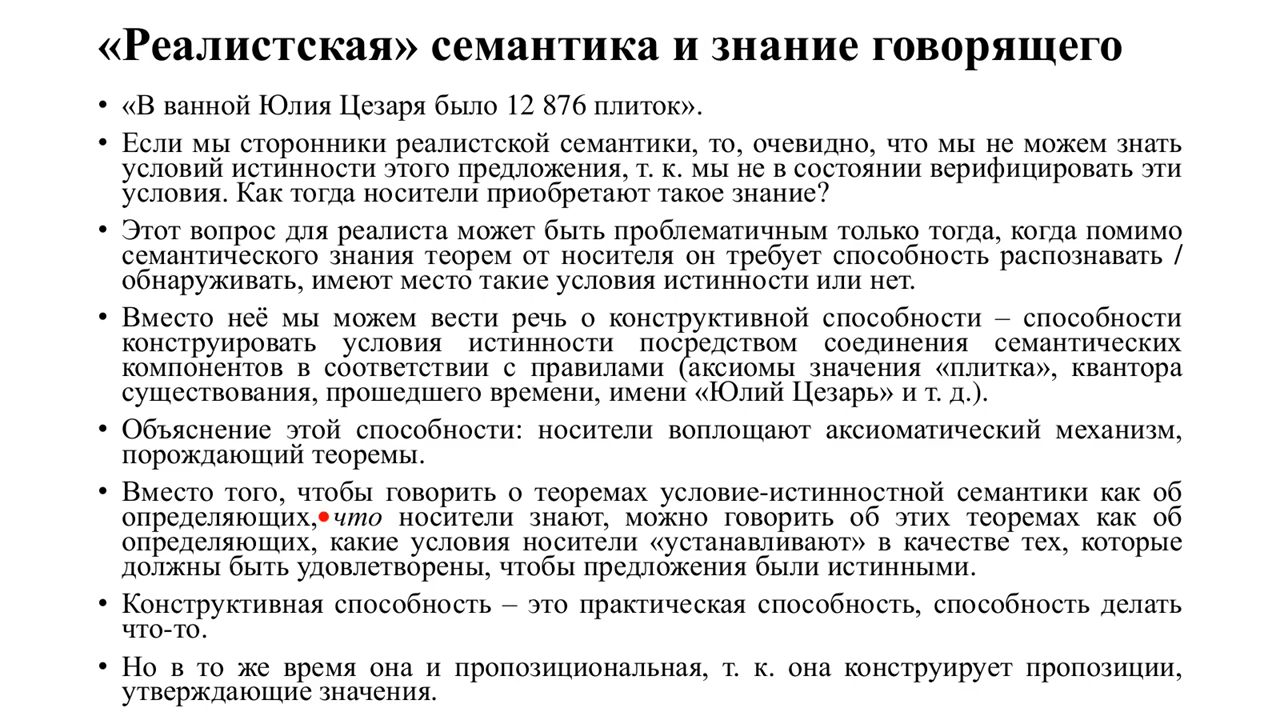 «Реалистская» семантика и знание говорящего
• «В ванной Юлия Цезаря было 12 876 плиток».
• Если мы сторонники реалистской семантики, то, очевидно, что мы не можем знать
условий истинности этого предложения, т. к. мы не в состоянии верифицировать эти
условия. Как тогда носители приобретают такое знание?
• Этот вопрос для реалиста может быть проблематичным только тогда, когда помимо
семантического знания теорем от носителя он требует способность распознавать /
обнаруживать, имеют место такие условия истинности или нет.
• Вместо неё мы можем вести речь о конструктивной способности – способности
конструировать условия истинности посредством соединения семантических
компонентов в соответствии с правилами (аксиомы значения «плитка», квантора
существования, прошедшего времени, имени «Юлий Цезарь» и т. д.).
• Объяснение этой способности: носители воплощают аксиоматический механизм,
порождающий теоремы.
• Вместо того, чтобы говорить о теоремах условие-истинностной семантики как об
определяющих, что носители знают, можно говорить об этих теоремах как об
определяющих, какие условия носители «устанавливают» в качестве тех, которые
должны быть удовлетворены, чтобы предложения были истинными.
• Конструктивная способность – это практическая способность, способность делать
что-то.
• Но в то же время она и пропозициональная, т. к. она конструирует пропозиции,
утверждающие значения.